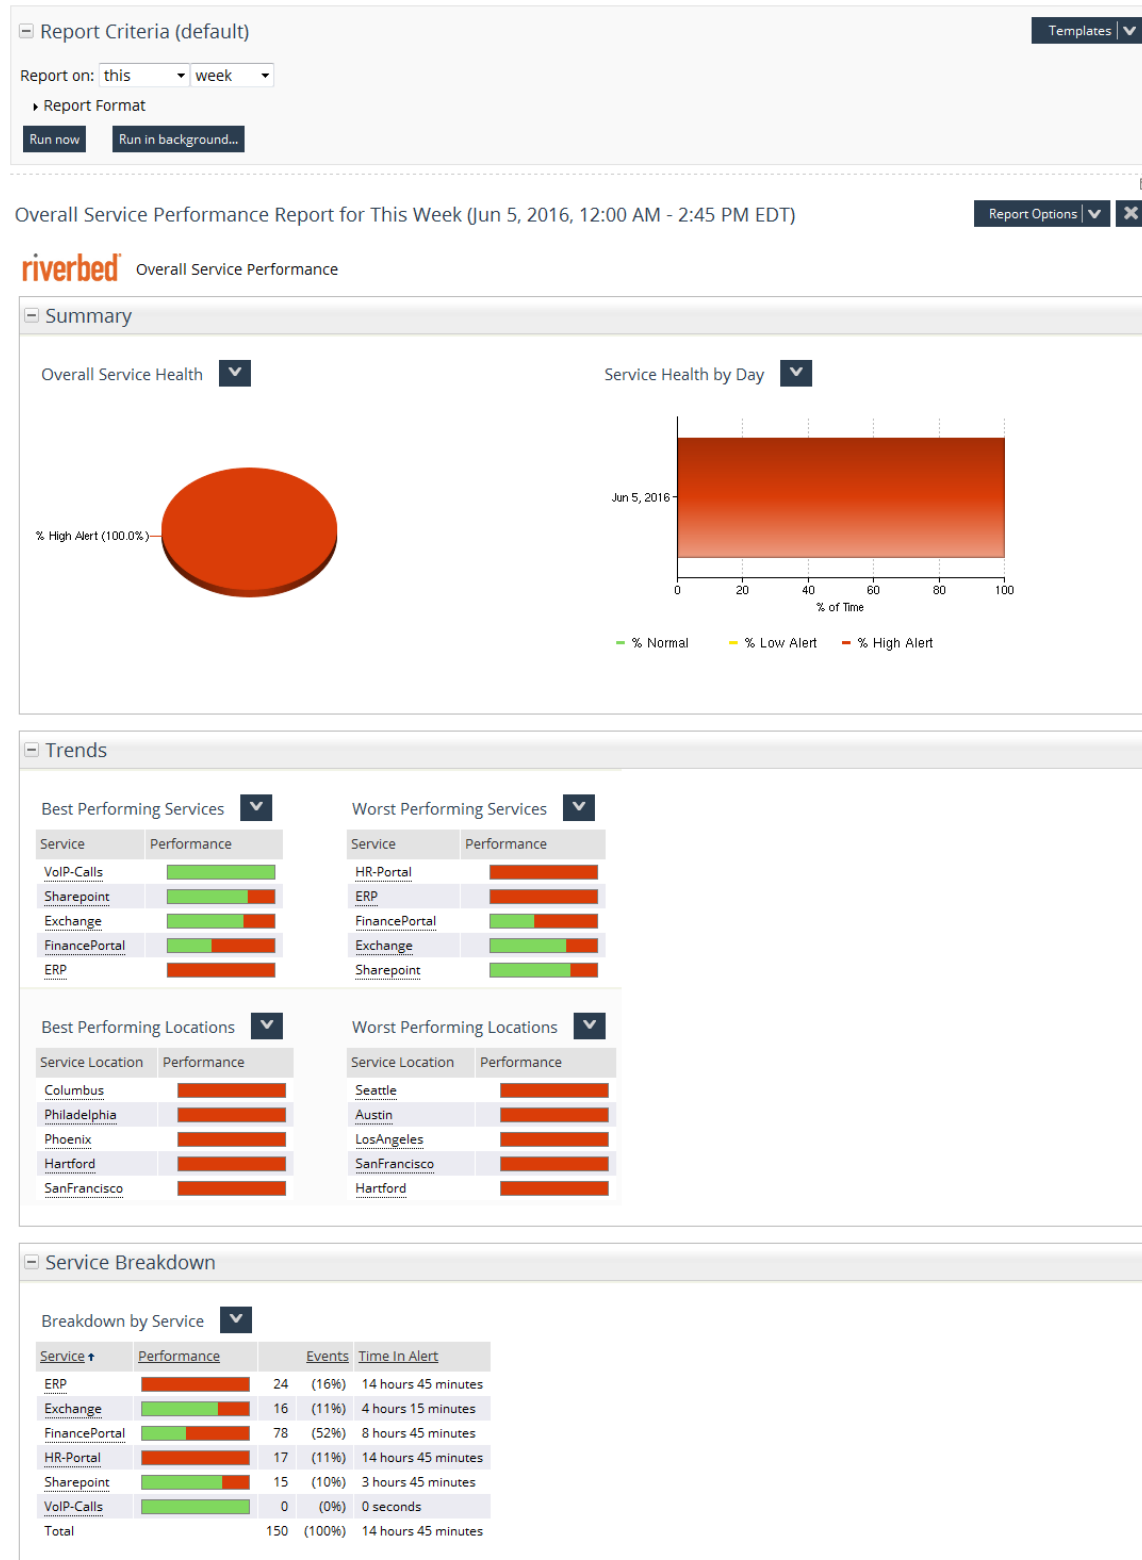 Report Criteria (default)
Templates
Report on: this week
Report Format
Run now Run in background...
Overall Service Performance Report for This Week (Jun 5, 2016, 12:00 AM - 2:45 PM EDT)
Report Options
riverbed Overall Service Performance
Summary
Overall Service Health
Service Health by Day
% High Alert (100.0%)
Jun 5, 2016
0 20 40 60 80 100
% of Time
% Normal % Low Alert % High Alert
Trends
Best Performing Services
Service Performance
VoIP-Calls
Sharepoint
Exchange
FinancePortal
ERP
Worst Performing Services
Service Performance
HR-Portal
ERP
FinancePortal
Exchange
Sharepoint
Best Performing Locations
Service Location Performance
Columbus
Philadelphia
Phoenix
Hartford
SanFrancisco
Worst Performing Locations
Service Location Performance
Seattle
Austin
LosAngeles
SanFrancisco
Hartford
Service Breakdown
Breakdown by Service
Service Performance Events Time In Alert
ERP 24 (16%) 14 hours 45 minutes
Exchange 16 (11%) 4 hours 15 minutes
FinancePortal 78 (52%) 8 hours 45 minutes
HR-Portal 17 (11%) 14 hours 45 minutes
Sharepoint 15 (10%) 3 hours 45 minutes
VoIP-Calls 0 (0%) 0 seconds
Total 150 (100%) 14 hours 45 minutes